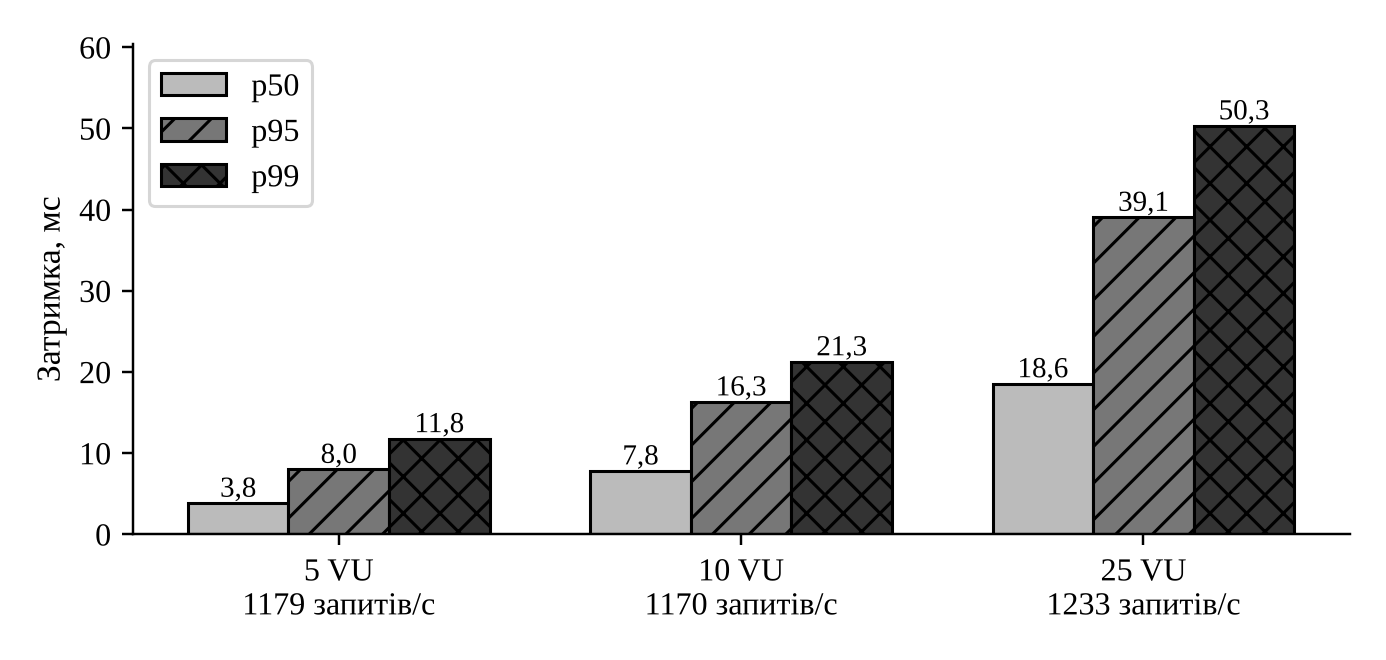 60
50
40
30
20
10
0
Затримка, мс
p50
p95
p99
3,8
8,0
11,8
7,8
16,3
21,3
18,6
39,1
50,3
5 VU
1179 запитів/с
10 VU
1170 запитів/с
25 VU
1233 запитів/с